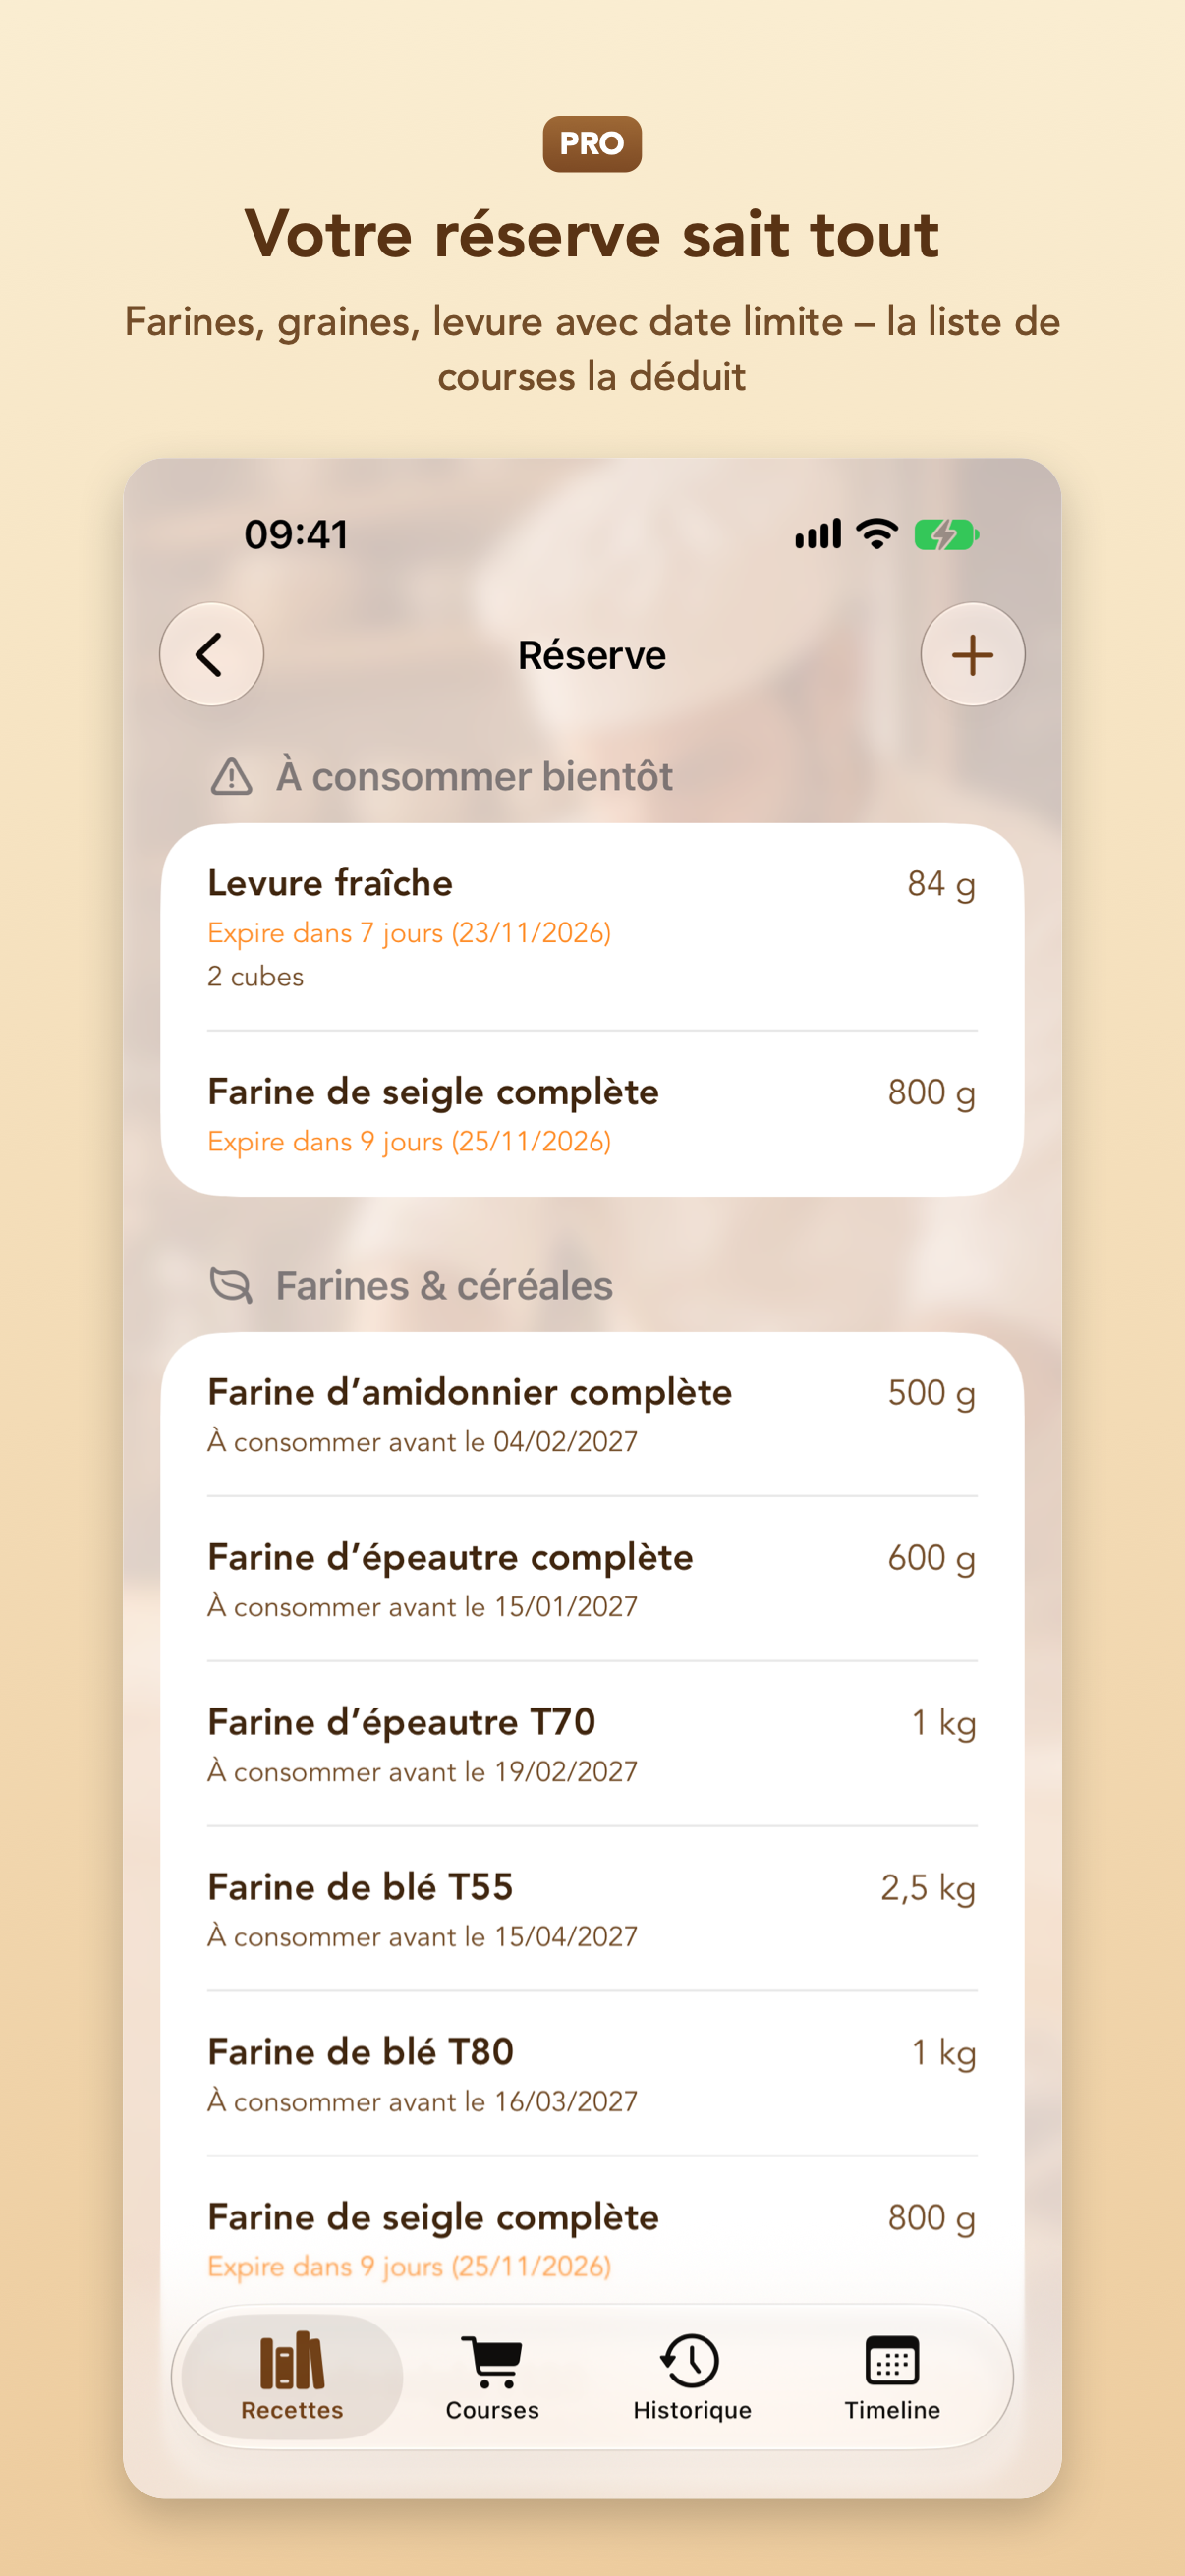 PRO
Votre réserve sait tout
Farines, graines, levure avec date limite – la liste de
courses la déduit
09:41
Réserve
À consommer bientôt
Levure fraîche 84 g
Expire dans 7 jours (23/11/2026)
2 cubes
Farine de seigle complète 800 g
Expire dans 9 jours (25/11/2026)
Farines & céréales
Farine d’amidonnier complète 500 g
À consommer avant le 04/02/2027
Farine d’épeautre complète 600 g
À consommer avant le 15/01/2027
Farine d’épeautre T70 1 kg
À consommer avant le 19/02/2027
Farine de blé T55 2,5 kg
À consommer avant le 15/04/2027
Farine de blé T80 1 kg
À consommer avant le 16/03/2027
Farine de seigle complète 800 g
Expire dans 9 jours (25/11/2026)
Recettes Courses Historique Timeline